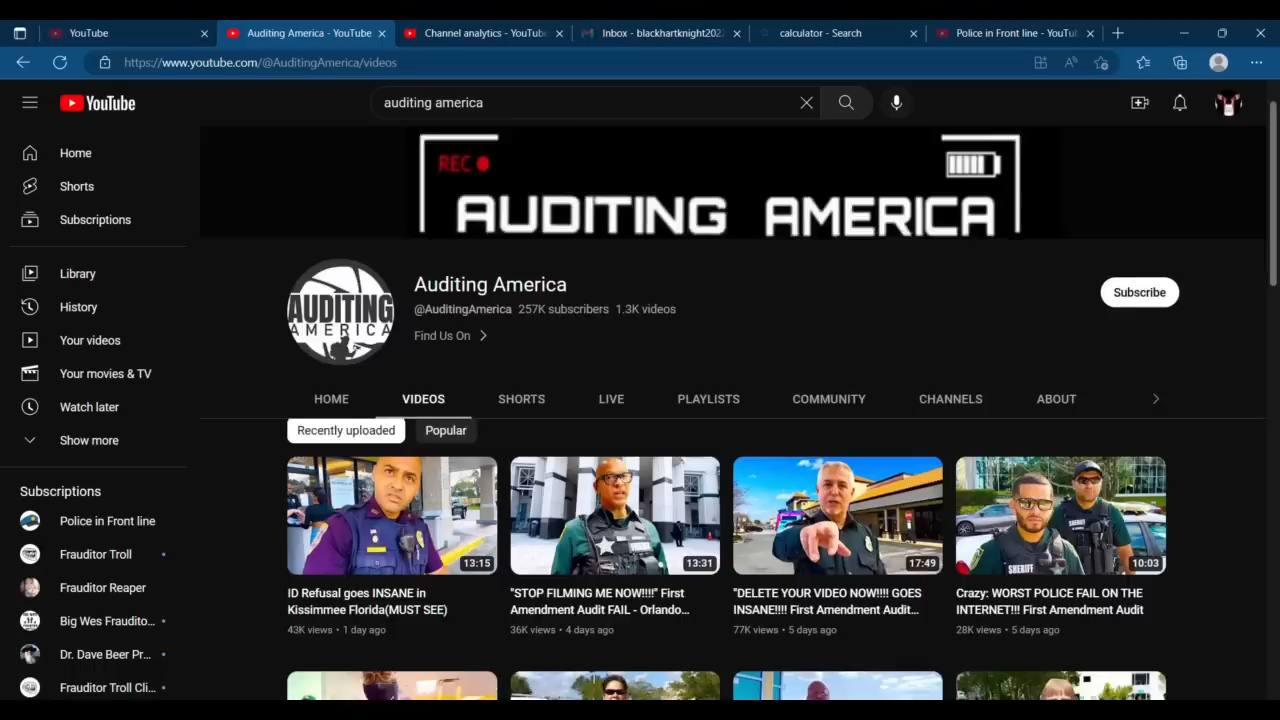 YouTube
Auditing America - YouTube
Channel analytics - YouTube
Inbox - blackhartknight202
calculator - Search
Police in Front line - YouTu
https://www.youtube.com/@AuditingAmerica/videos
YouTube
auditing america
Home
Shorts
Subscriptions
Library
History
Your videos
Your movies & TV
Watch later
Show more
Subscriptions
Police in Front line
Frauditor Troll
Frauditor Reaper
Big Wes Fraudito...
Dr. Dave Beer Pr...
Frauditor Troll Cli...
REC
AUDITING AMERICA
AUDITING
AMERICA
Auditing America
@AuditingAmerica 257K subscribers 1.3K videos
Find Us On
Subscribe
HOME VIDEOS SHORTS LIVE PLAYLISTS COMMUNITY CHANNELS ABOUT
Recently uploaded Popular
13:15
ID Refusal goes INSANE in
Kissimmee Florida(MUST SEE)
43K views • 1 day ago
13:31
"STOP FILMING ME NOW!!!!" First
Amendment Audit FAIL - Orlando...
36K views • 4 days ago
17:49
"DELETE YOUR VIDEO NOW!!!! GOES
INSANE!!!! First Amendment Audit...
77K views • 5 days ago
SHERIFF
SHERIFF
10:03
Crazy: WORST POLICE FAIL ON THE
INTERNET!!! First Amendment Audit
28K views • 5 days ago